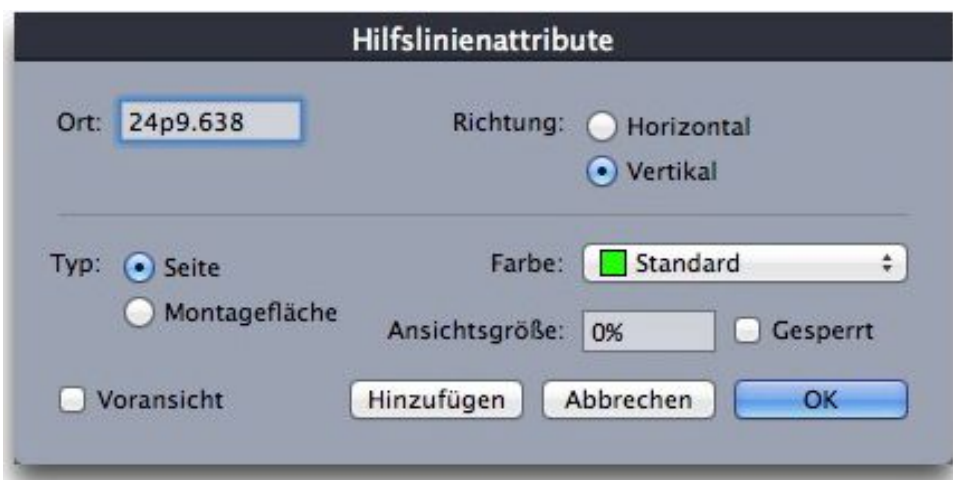 Hilfslinienattribute
Ort: 24p9.638
Richtung: Horizontal
Vertikal
Typ: Seite
Montagefläche
Farbe: Standard
Ansichtsgröße: 0% Gesperrt
Voransicht Hinzufügen Abbrechen OK